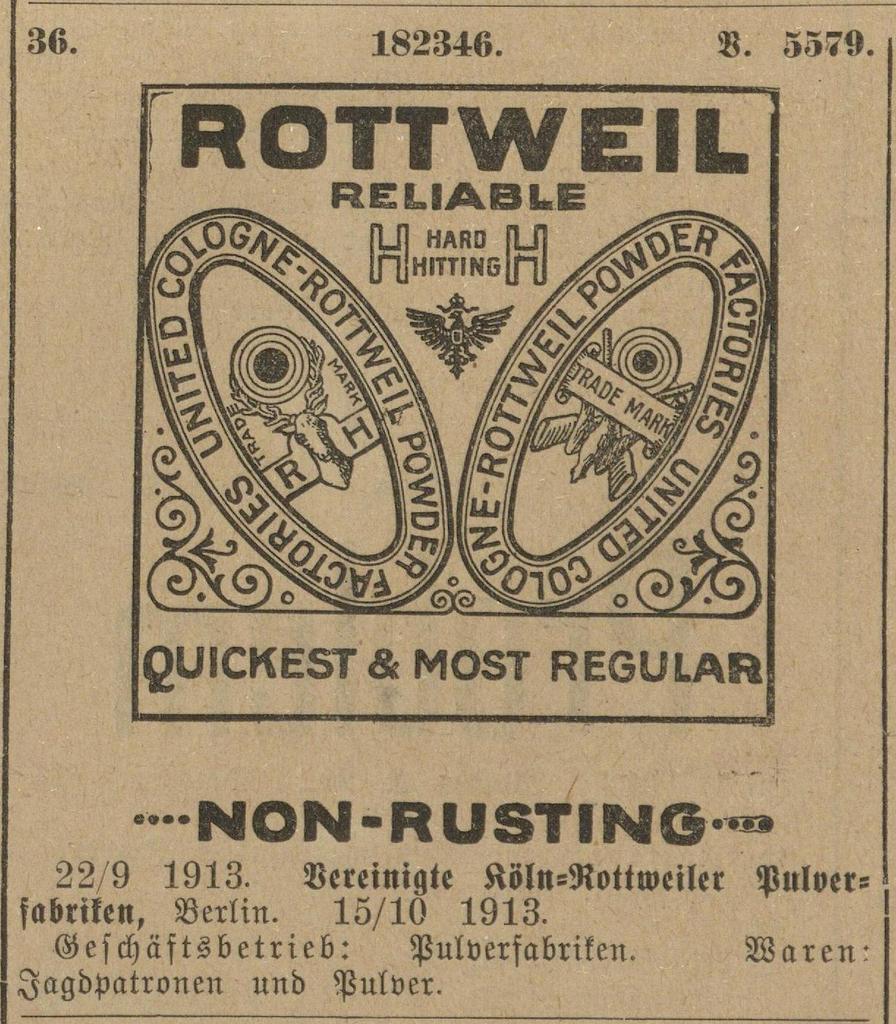 36. 182346. V. 5579.
ROTTWEIL
RELIABLE
H HARD HITTING H
UNITED COLOGNE-ROTTWEIL POWDER FACTORIES
TRADE MARK
R H
UNITED COLOGNE-ROTTWEIL POWDER FACTORIES
TRADE MARK
QUICKEST & MOST REGULAR
NON-RUSTING
22/9 1913. Vereinigte Köln=Rottweiler Pulver=
fabriken, Berlin. 15/10 1913.
Geschäftsbetrieb: Pulverfabriken. Waren:
Jagdpatronen und Pulver.